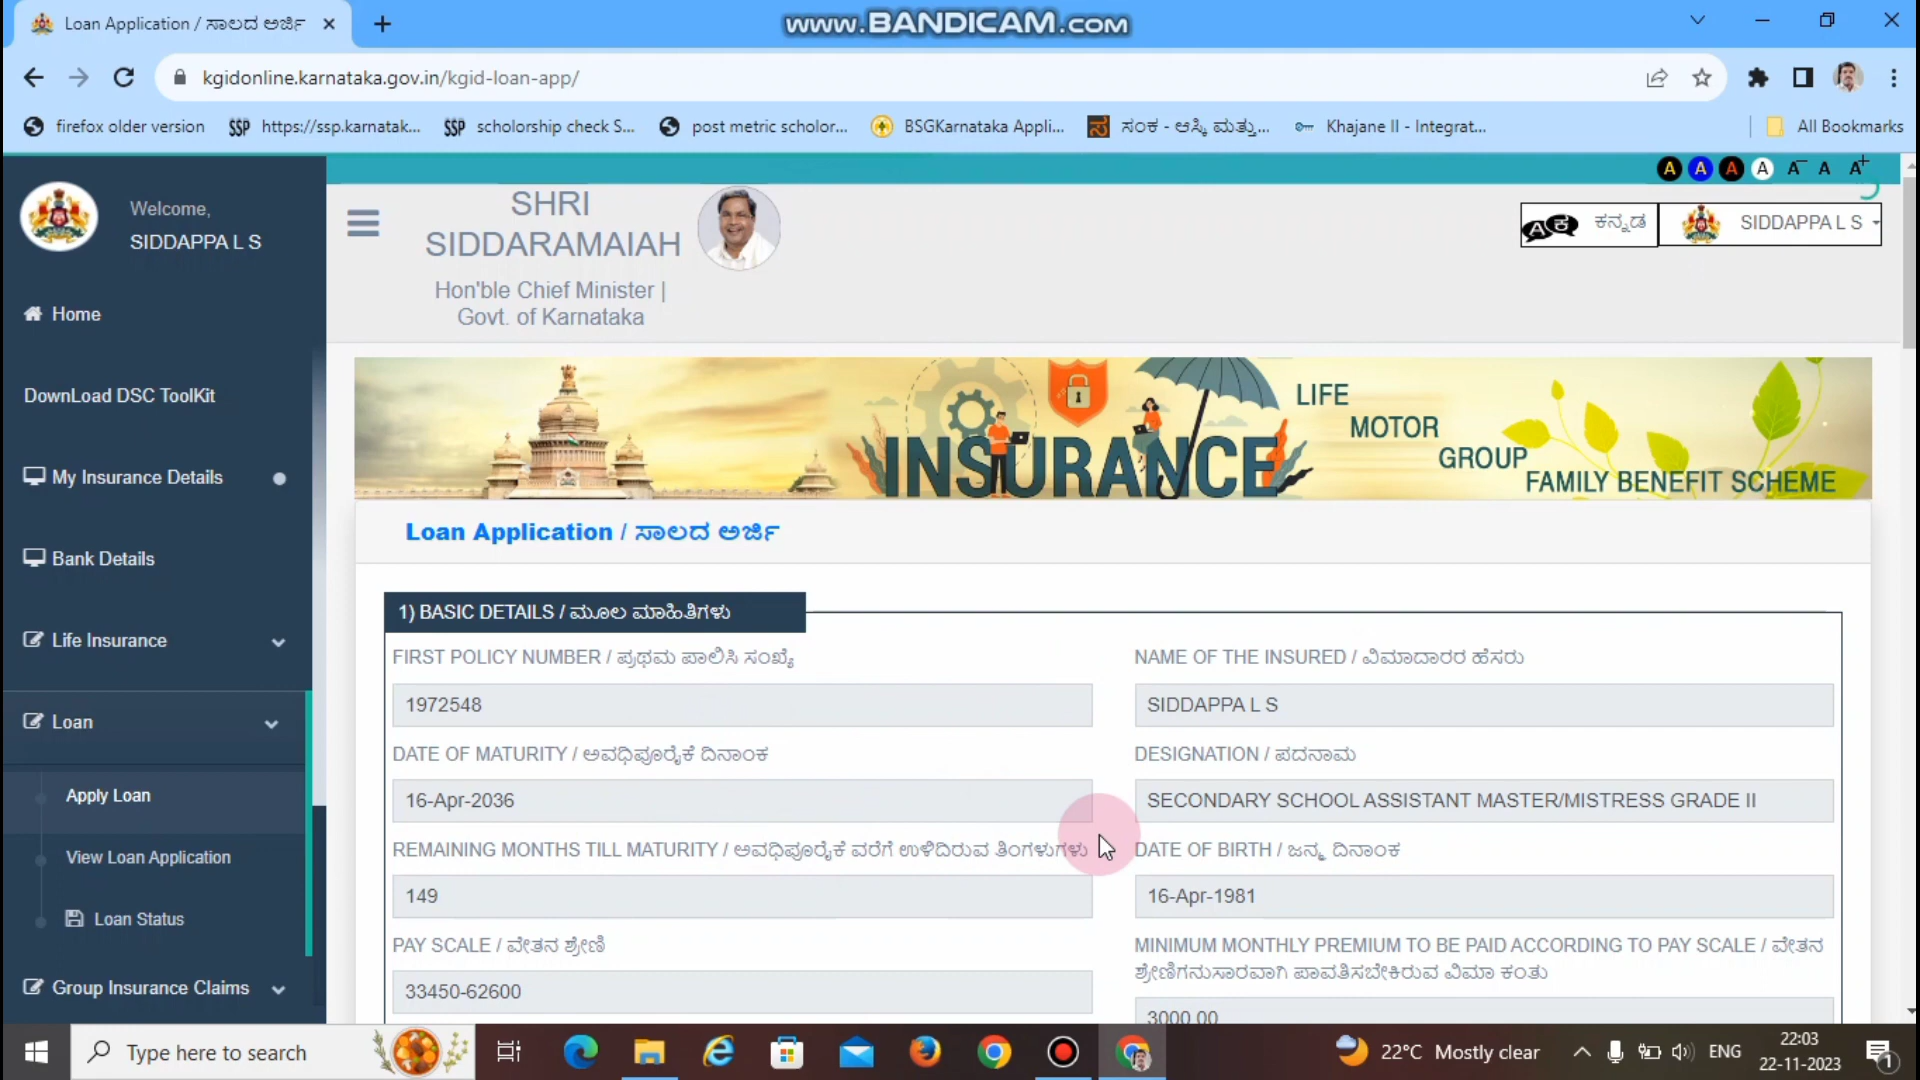 Loan Application / ಸಾಲದ ಅರ್ಜಿ
www.BANDICAM.com
kgidonline.karnataka.gov.in/kgid-loan-app/
firefox older version
SSP https://ssp.karnatak...
SSP scholorship check S...
post metric scholor...
BSGKarnataka Appli...
ಸಂಕ - ಆಸ್ಕಿ ಮತ್ತು...
Khajane II - Integrat...
All Bookmarks
A A A A A- A A+
Welcome,
SIDDAPPA L S
Home
DownLoad DSC ToolKit
My Insurance Details
Bank Details
Life Insurance
Loan
Apply Loan
View Loan Application
Loan Status
Group Insurance Claims
SHRI
SIDDARAMAIAH
Hon'ble Chief Minister |
Govt. of Karnataka
A ಕ ಕನ್ನಡ
SIDDAPPA L S
INSURANCE
LIFE
MOTOR
GROUP
FAMILY BENEFIT SCHEME
Loan Application / ಸಾಲದ ಅರ್ಜಿ
1) BASIC DETAILS / ಮೂಲ ಮಾಹಿತಿಗಳು
FIRST POLICY NUMBER / ಪ್ರಥಮ ಪಾಲಿಸಿ ಸಂಖ್ಯೆ
1972548
NAME OF THE INSURED / ವಿಮಾದಾರರ ಹೆಸರು
SIDDAPPA L S
DATE OF MATURITY / ಅವಧಿಪೂರೈಕೆ ದಿನಾಂಕ
16-Apr-2036
DESIGNATION / ಪದನಾಮ
SECONDARY SCHOOL ASSISTANT MASTER/MISTRESS GRADE II
REMAINING MONTHS TILL MATURITY / ಅವಧಿಪೂರೈಕೆ ವರೆಗೆ ಉಳಿದಿರುವ ತಿಂಗಳುಗಳು
149
DATE OF BIRTH / ಜನ್ಮ ದಿನಾಂಕ
16-Apr-1981
PAY SCALE / ವೇತನ ಶ್ರೇಣಿ
33450-62600
MINIMUM MONTHLY PREMIUM TO BE PAID ACCORDING TO PAY SCALE / ವೇತನ
ಶ್ರೇಣಿಗನುಸಾರವಾಗಿ ಪಾವತಿಸಬೇಕಿರುವ ವಿಮಾ ಕಂತು
3000.00
Type here to search
22°C Mostly clear
ENG
22:03
22-11-2023
1